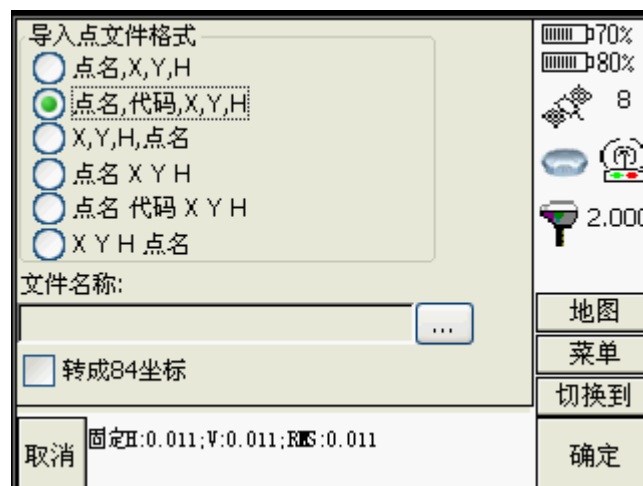 导入点文件格式
点名,X,Y,H
点名,代码,X,Y,H
X,Y,H,点名
点名 X Y H
点名 代码 X Y H
X Y H 点名
文件名称:
...
转成84坐标
取消
固定H:0.011;V:0.011;RMS:0.011
70%
80%
8
2.000
地图
菜单
切换到
确定